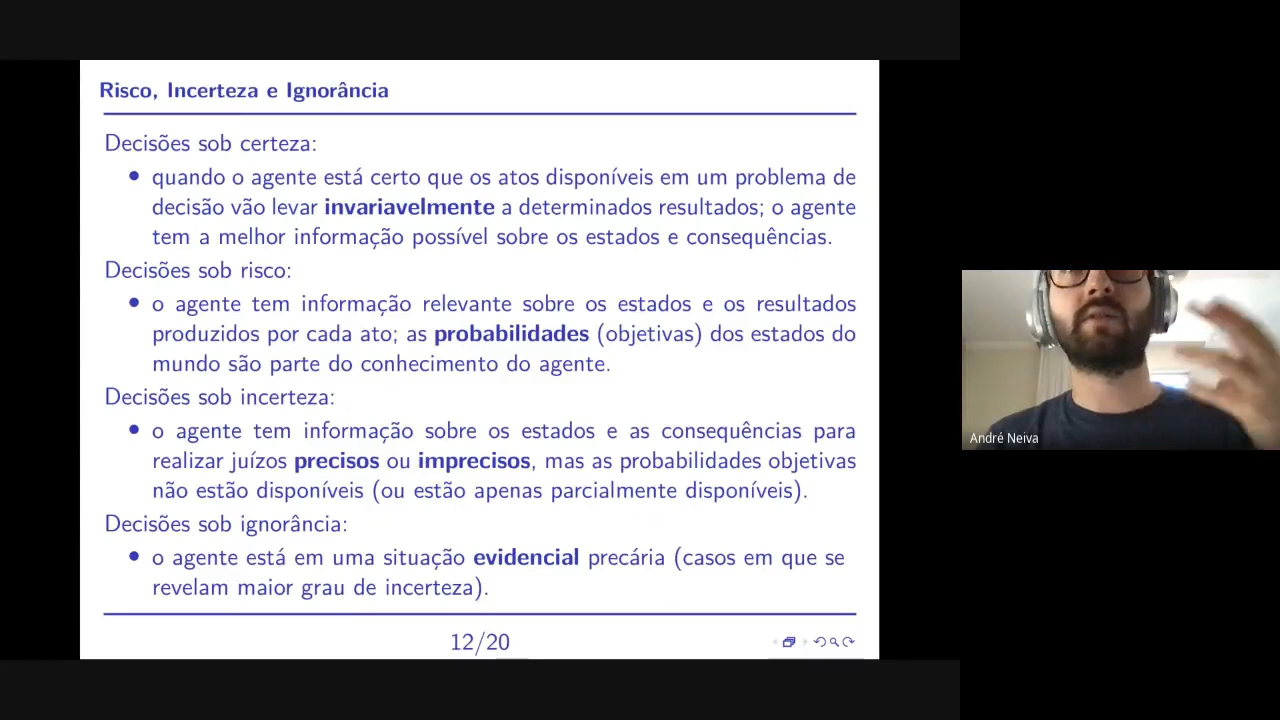 Risco, Incerteza e Ignorância
Decisões sob certeza:
• quando o agente está certo que os atos disponíveis em um problema de
decisão vão levar invariavelmente a determinados resultados; o agente
tem a melhor informação possível sobre os estados e consequências.
Decisões sob risco:
• o agente tem informação relevante sobre os estados e os resultados
produzidos por cada ato; as probabilidades (objetivas) dos estados do
mundo são parte do conhecimento do agente.
Decisões sob incerteza:
• o agente tem informação sobre os estados e as consequências para
realizar juízos precisos ou imprecisos, mas as probabilidades objetivas
não estão disponíveis (ou estão apenas parcialmente disponíveis).
Decisões sob ignorância:
• o agente está em uma situação evidencial precária (casos em que se
revelam maior grau de incerteza).
12/20
André Neiva